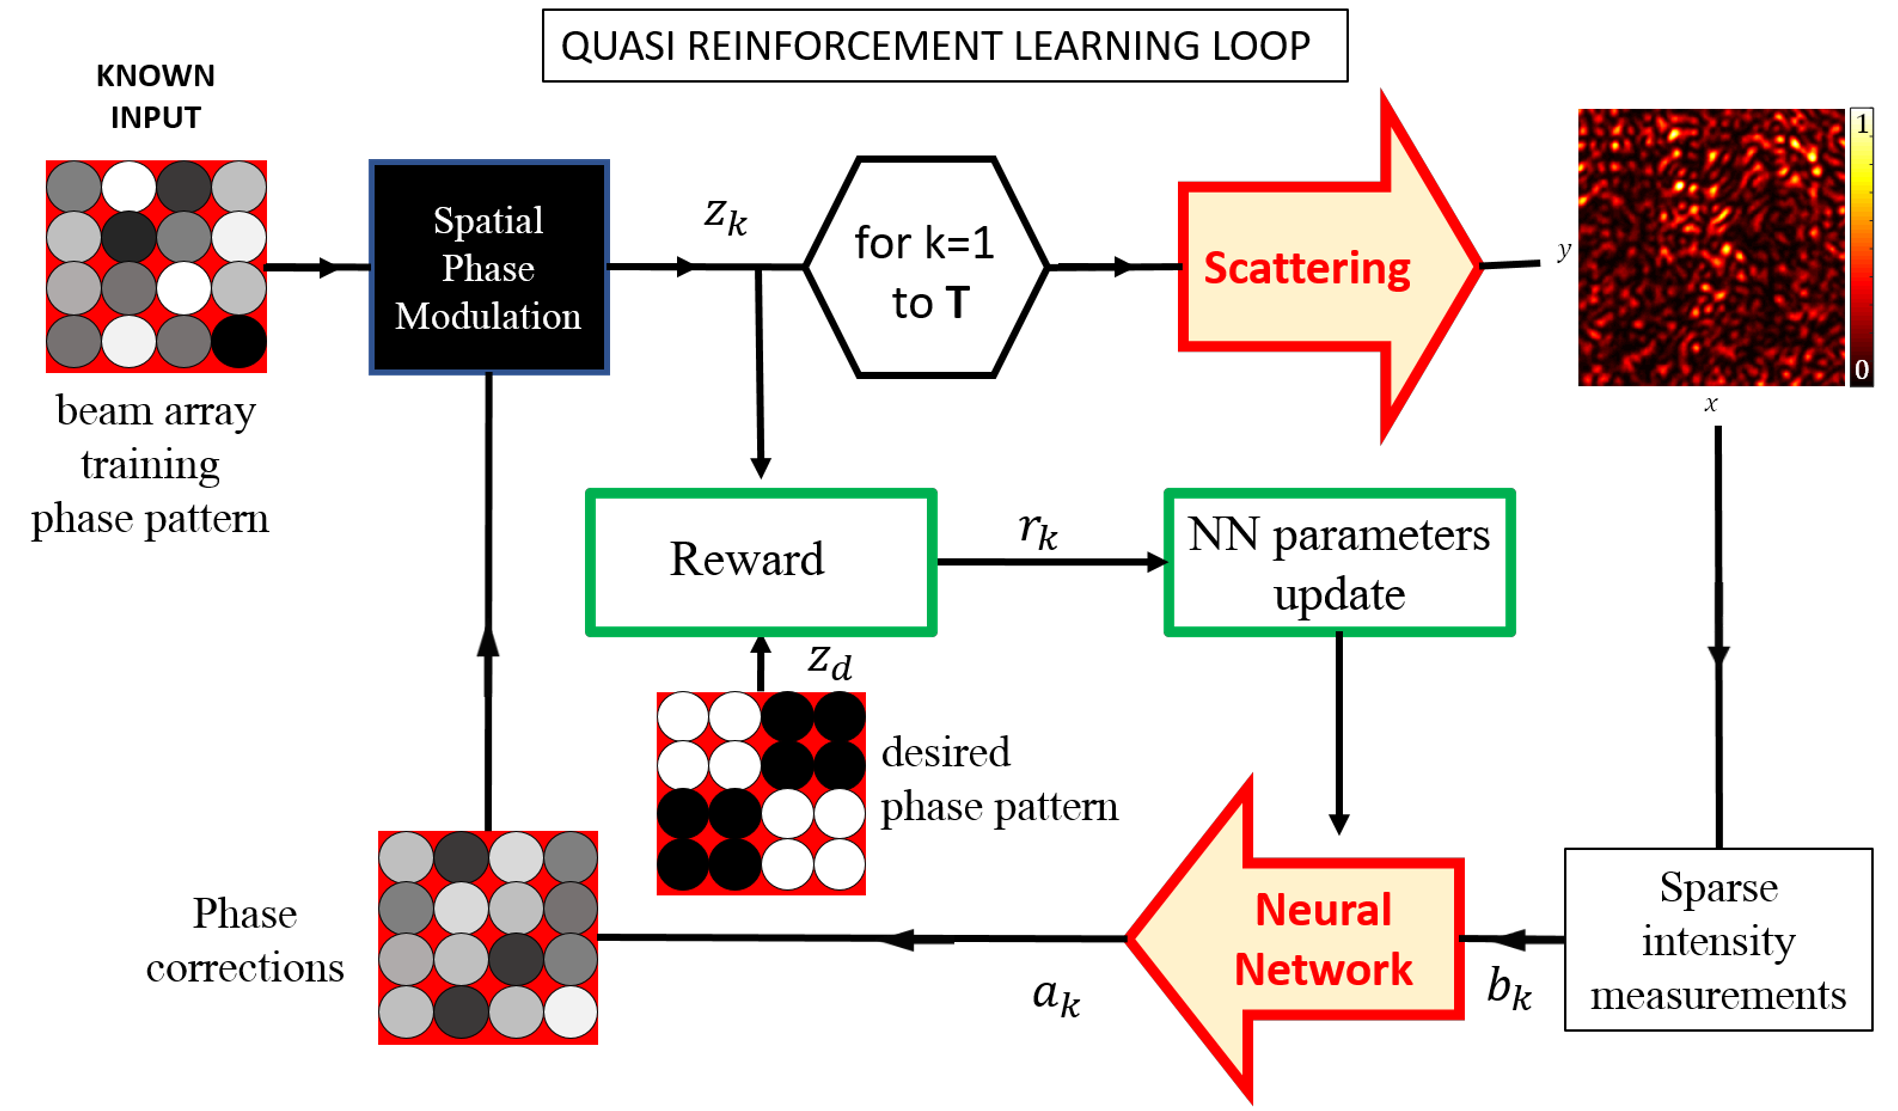 QUASI REINFORCEMENT LEARNING LOOP
KNOWN
INPUT
beam array
training
phase pattern
Spatial
Phase
Modulation
z_k
for k=1
to T
Scattering
y
x
1
0
Reward
r_k
NN parameters
update
z_d
desired
phase pattern
Phase
corrections
a_k
Neural
Network
b_k
Sparse
intensity
measurements